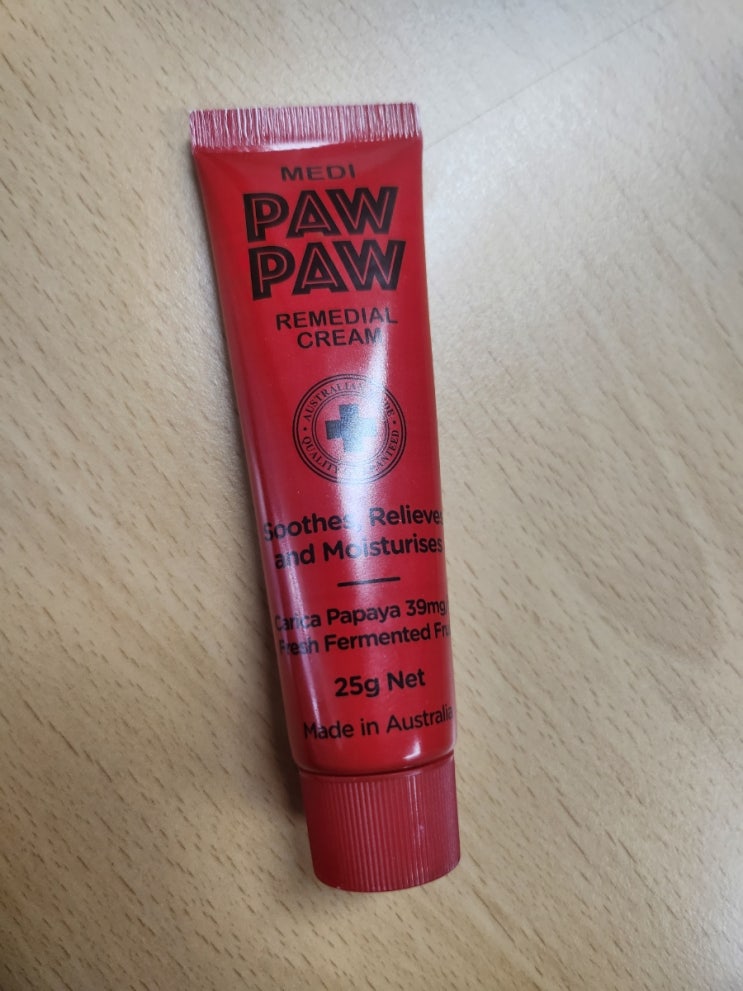 MEDI
PAW
PAW
REMEDIAL
CREAM
AUSTRALIAN
QUALITY
Soothes, Relieves
and Moisturises
Carica Papaya 39mg
Fresh Fermented
25g Net
Made in Australia